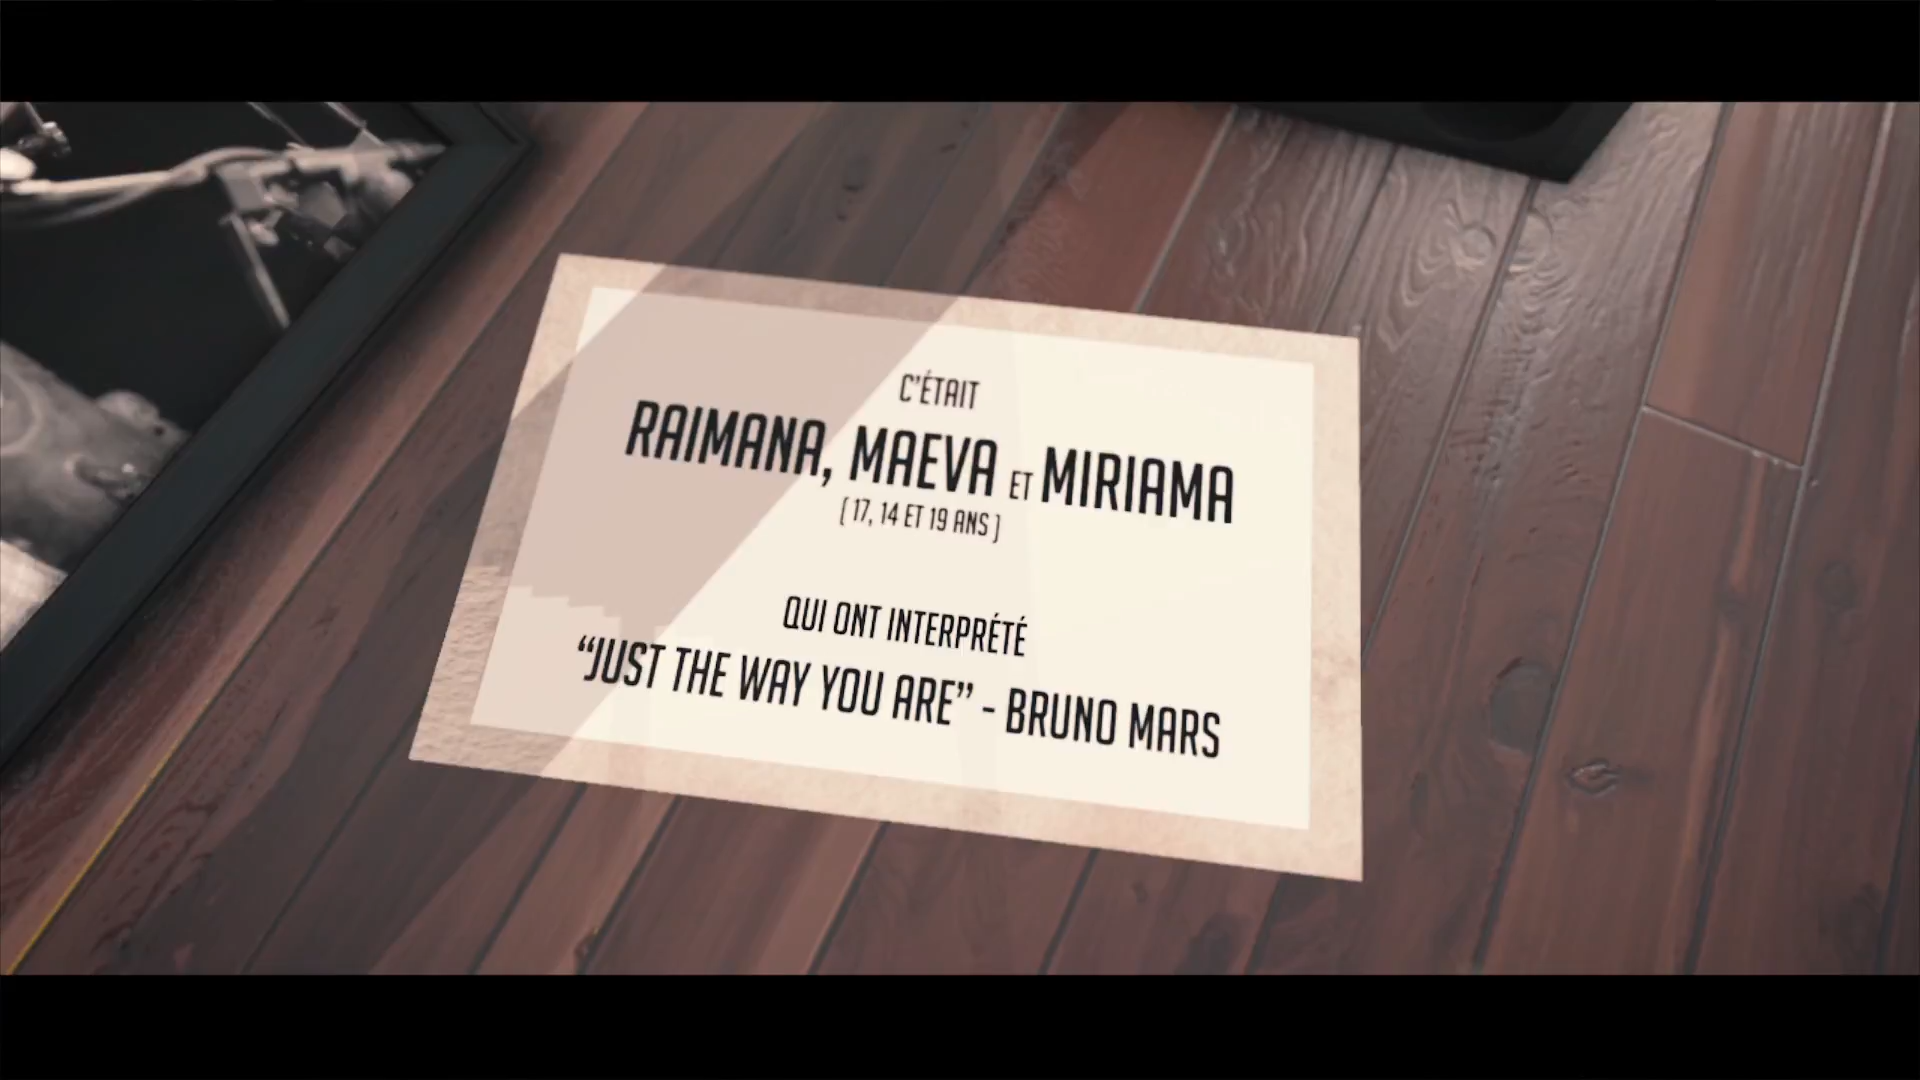 C'ÉTAIT
RAIMANA, MAEVA ET MIRIAMA
[ 17, 14 ET 19 ANS ]
QUI ONT INTERPRÉTÉ
“JUST THE WAY YOU ARE” - BRUNO MARS